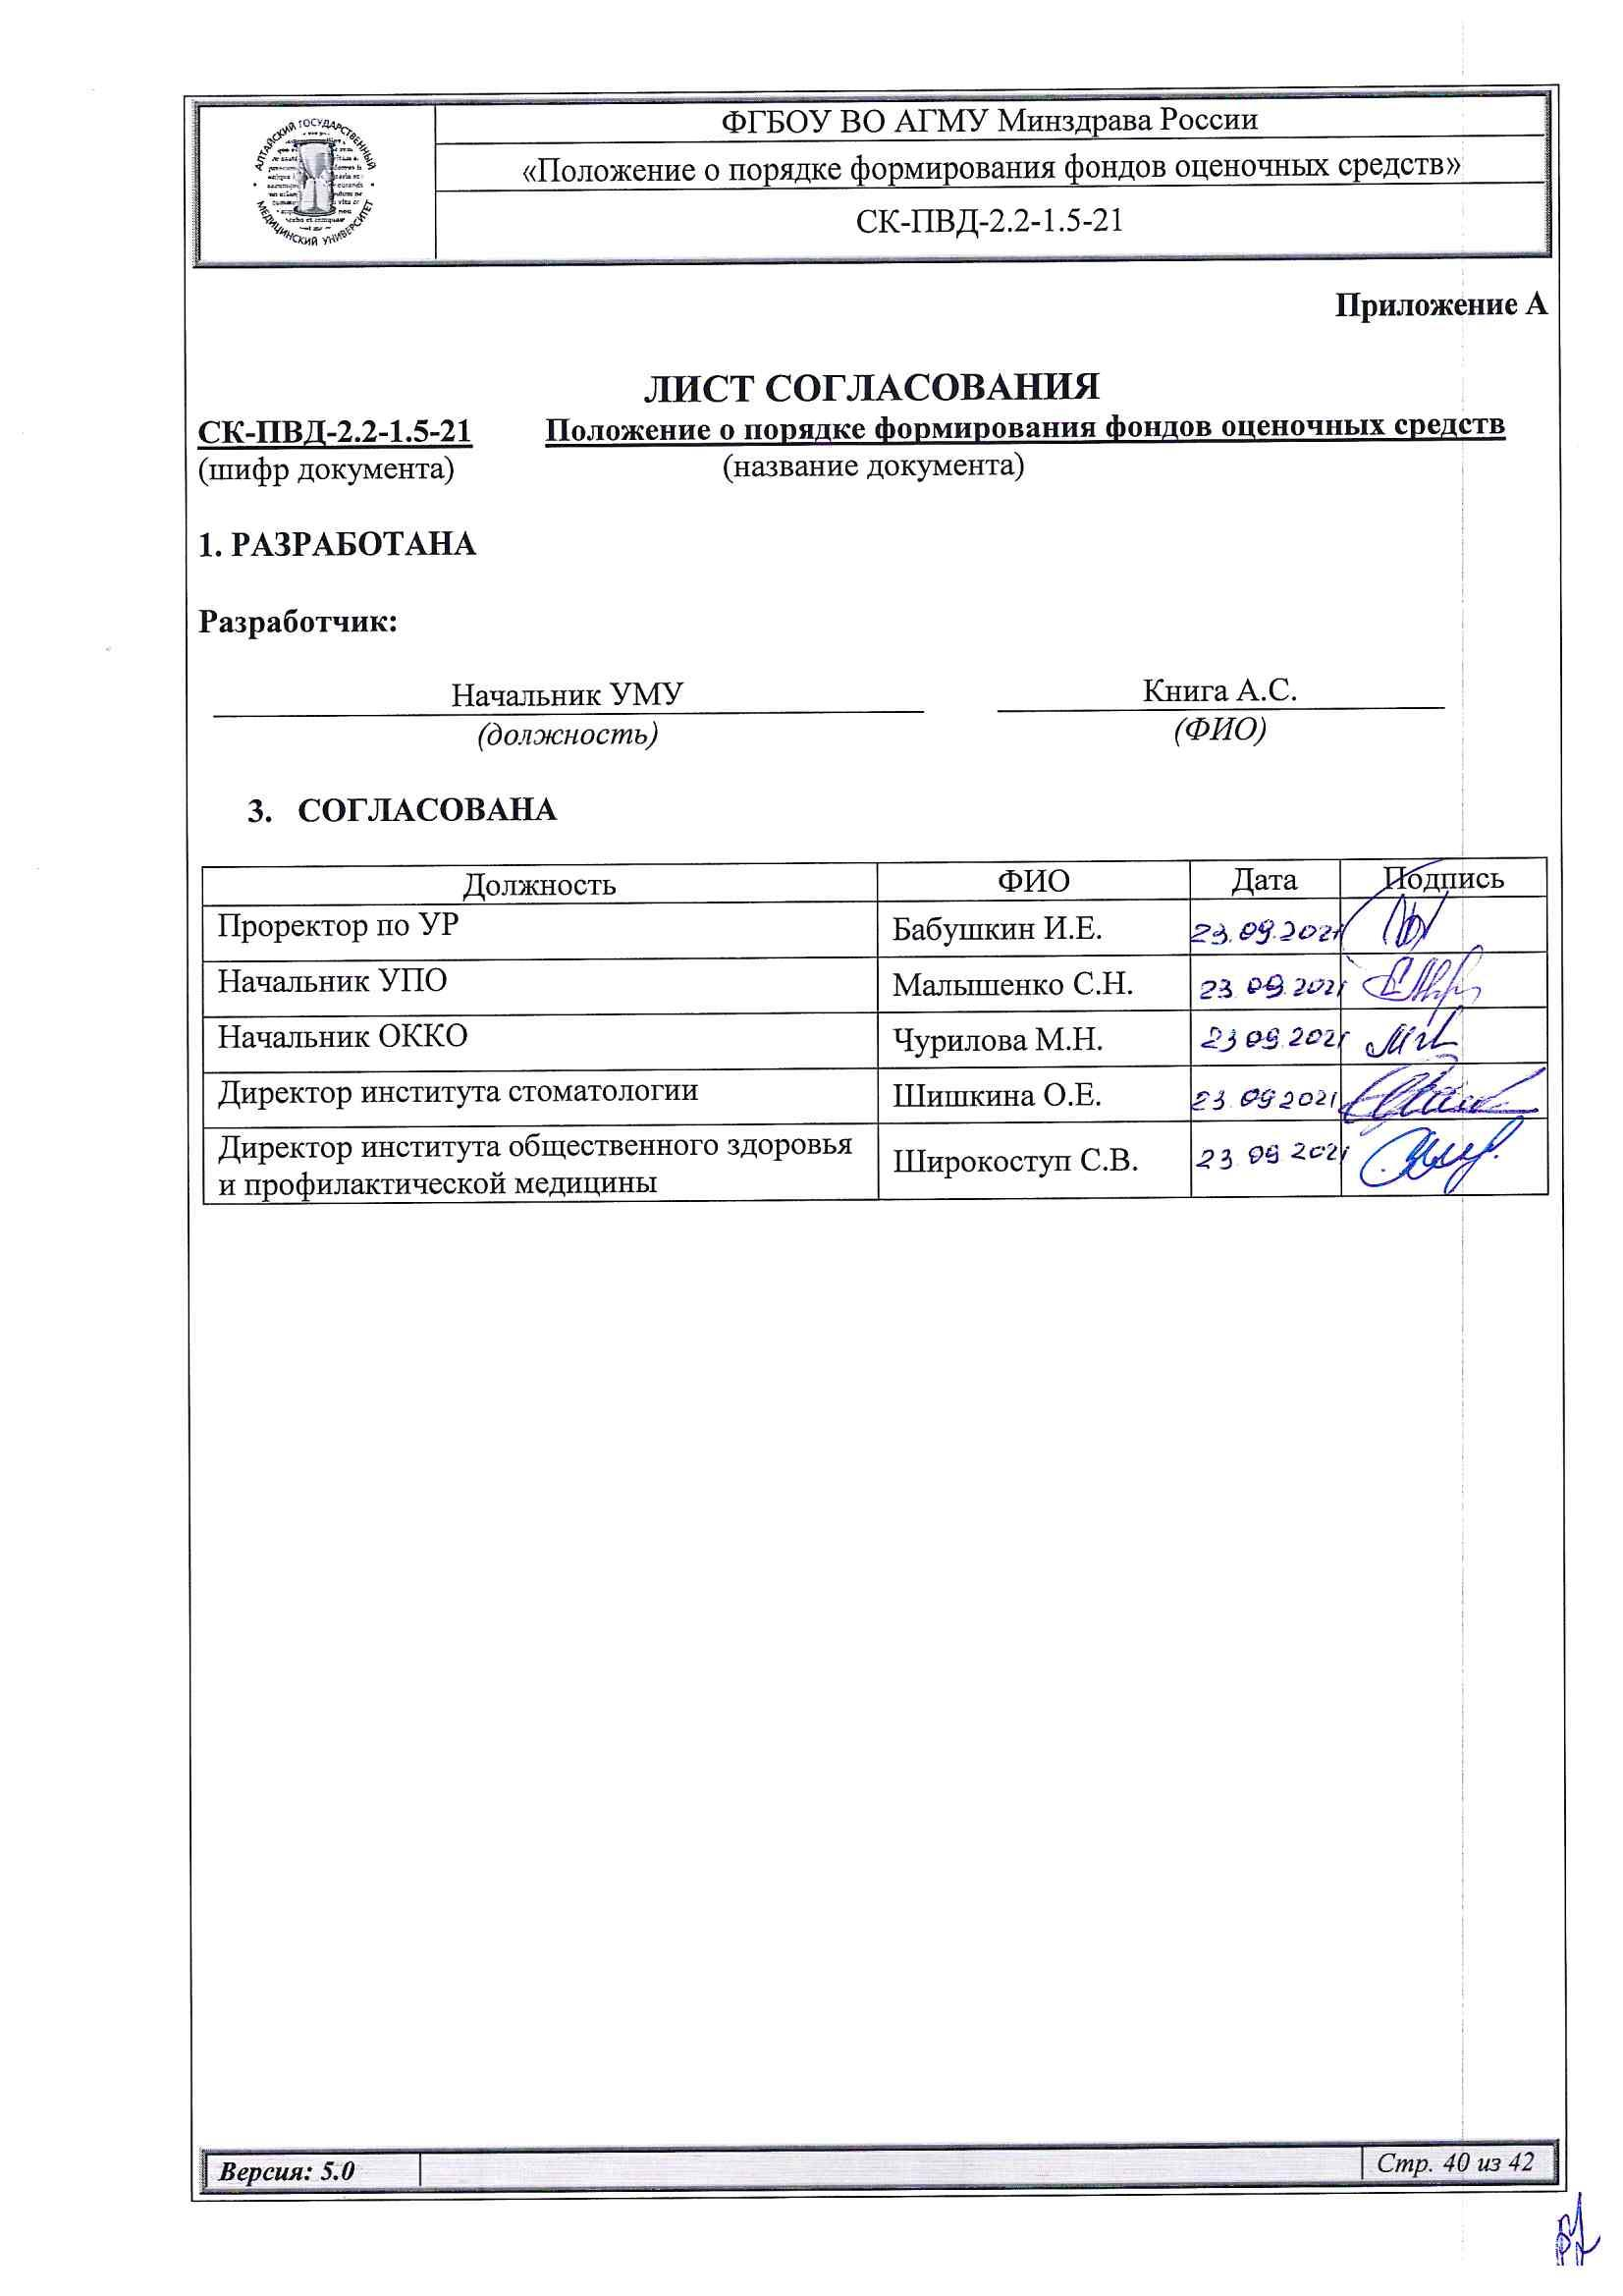 АЛТАЙСКИЙ ГОСУДАРСТВЕННЫЙ
МЕДИЦИНСКИЙ УНИВЕРСИТЕТ
ФГБОУ ВО АГМУ Минздрава России
«Положение о порядке формирования фондов оценочных средств»
СК-ПВД-2.2-1.5-21
Приложение А
ЛИСТ СОГЛАСОВАНИЯ
СК-ПВД-2.2-1.5-21 Положение о порядке формирования фондов оценочных средств
(шифр документа) (название документа)
1. РАЗРАБОТАНА
Разработчик:
Начальник УМУ Книга А.С.
(должность) (ФИО)
3. СОГЛАСОВАНА
Должность ФИО Дата Подпись
Проректор по УР Бабушкин И.Е. 23.09.2021
Начальник УПО Малышенко С.Н. 23.09.2021
Начальник ОККО Чурилова М.Н. 23 09 2021
Директор института стоматологии Шишкина О.Е. 23 09 2021
Директор института общественного здоровья
и профилактической медицины Широкоступ С.В. 23 09 2021
Версия: 5.0 Стр. 40 из 42